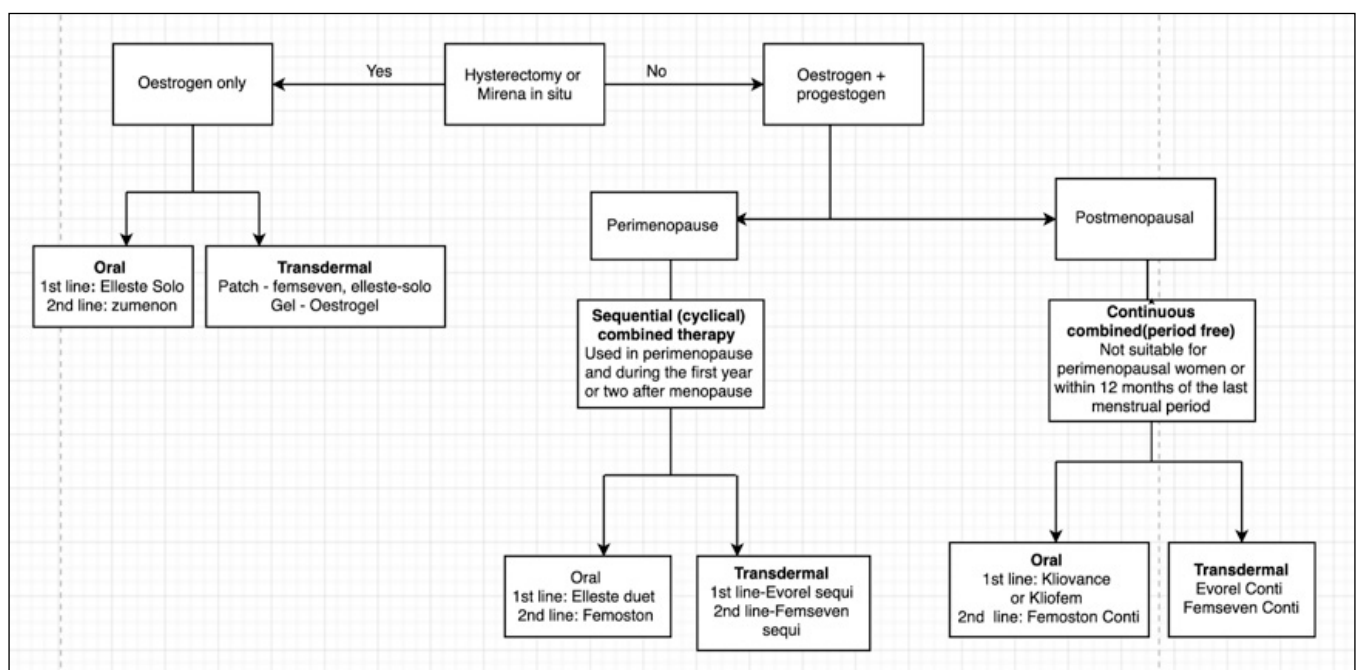 Oestrogen only
Yes
Hysterectomy or
Mirena in situ
No
Oestrogen +
progestogen
Perimenopause
Postmenopausal
Oral
1st line: Elleste Solo
2nd line: zumenon
Transdermal
Patch - femseven, elleste-solo
Gel - Oestrogel
Sequential (cyclical)
combined therapy
Used in perimenopause
and during the first year
or two after menopause
Continuous
combined(period free)
Not suitable for
perimenopausal women or
within 12 months of the last
menstrual period
Oral
1st line: Elleste duet
2nd line: Femoston
Transdermal
1st line-Evorel sequi
2nd line-Femseven
sequi
Oral
1st line: Kliovance
or Kliofem
2nd line: Femoston Conti
Transdermal
Evorel Conti
Femseven Conti